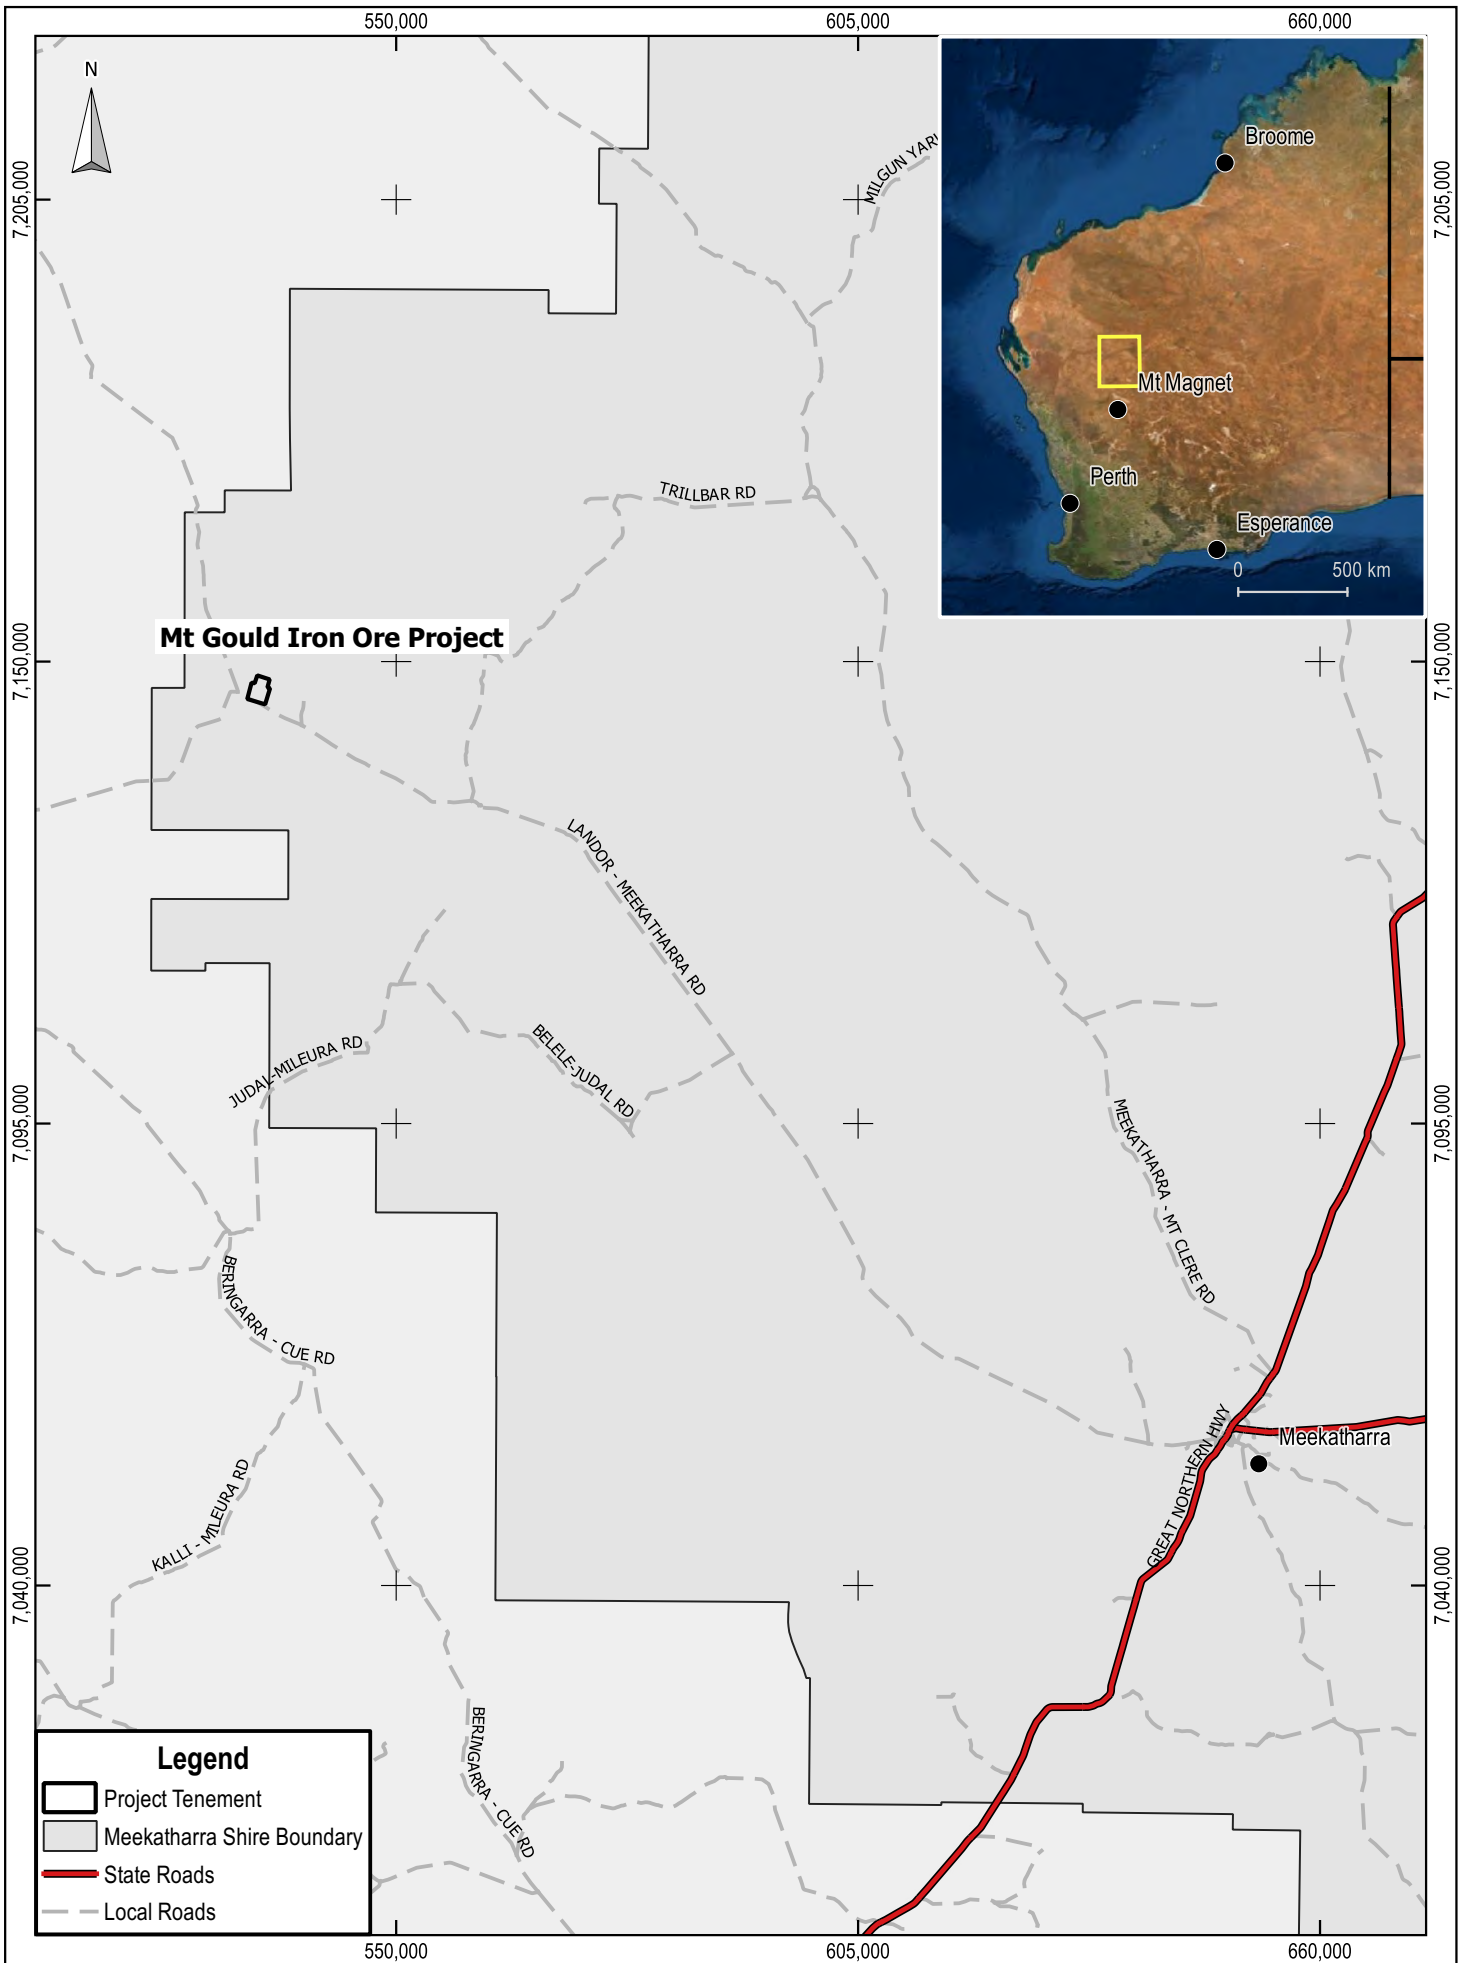 550,000
605,000
660,000
N
7,205,000
7,205,000
MILGUN YAR
Broome
Mt Magnet
Perth
Esperance
0
500 km
TRILLBAR RD
Mt Gould Iron Ore Project
7,150,000
7,150,000
LANDOR - MEEKATHARRA RD
JUDAL-MILEURA RD
BELELE-JUDAL RD
7,095,000
7,095,000
MEEKATHARRA - MT CLERE RD
BERINGARRA - CUE RD
GREAT NORTHERN HWY
Meekatharra
KALLI - MILEURA RD
7,040,000
7,040,000
BERINGARRA - CUE RD
Legend
Project Tenement
Meekatharra Shire Boundary
State Roads
Local Roads
550,000
605,000
660,000